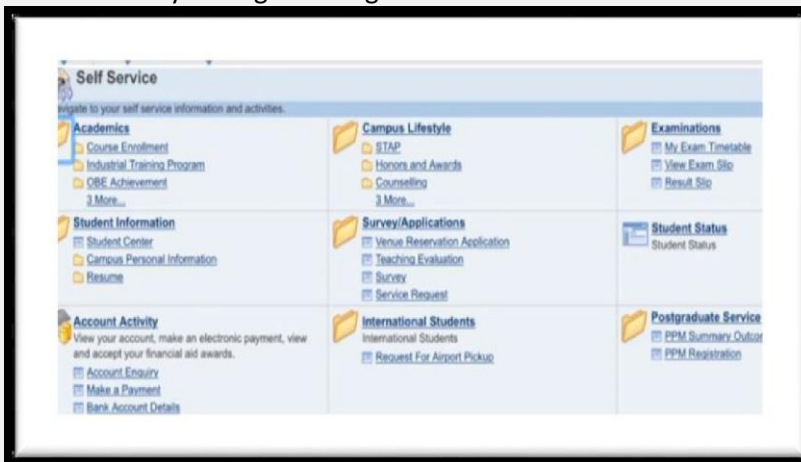 Self Service
navigate to your self service information and activities.
Academics
Course Enrolment
Industrial Training Program
OBE Achievement
3 More...
Campus Lifestyle
STAP
Honors and Awards
Counselling
3 More...
Examinations
My Exam Timetable
View Exam Slip
Result Slip
Student Information
Student Center
Campus Personal Information
Resume
Survey/Applications
Venue Reservation Application
Teaching Evaluation
Survey
Service Request
Student Status
Student Status
Account Activity
View your account, make an electronic payment, view
and accept your financial aid awards.
Account Enquiry
Make a Payment
Bank Account Details
International Students
International Students
Request For Airport Pickup
Postgraduate Service
PPM Summary Outcor
PPM Registration